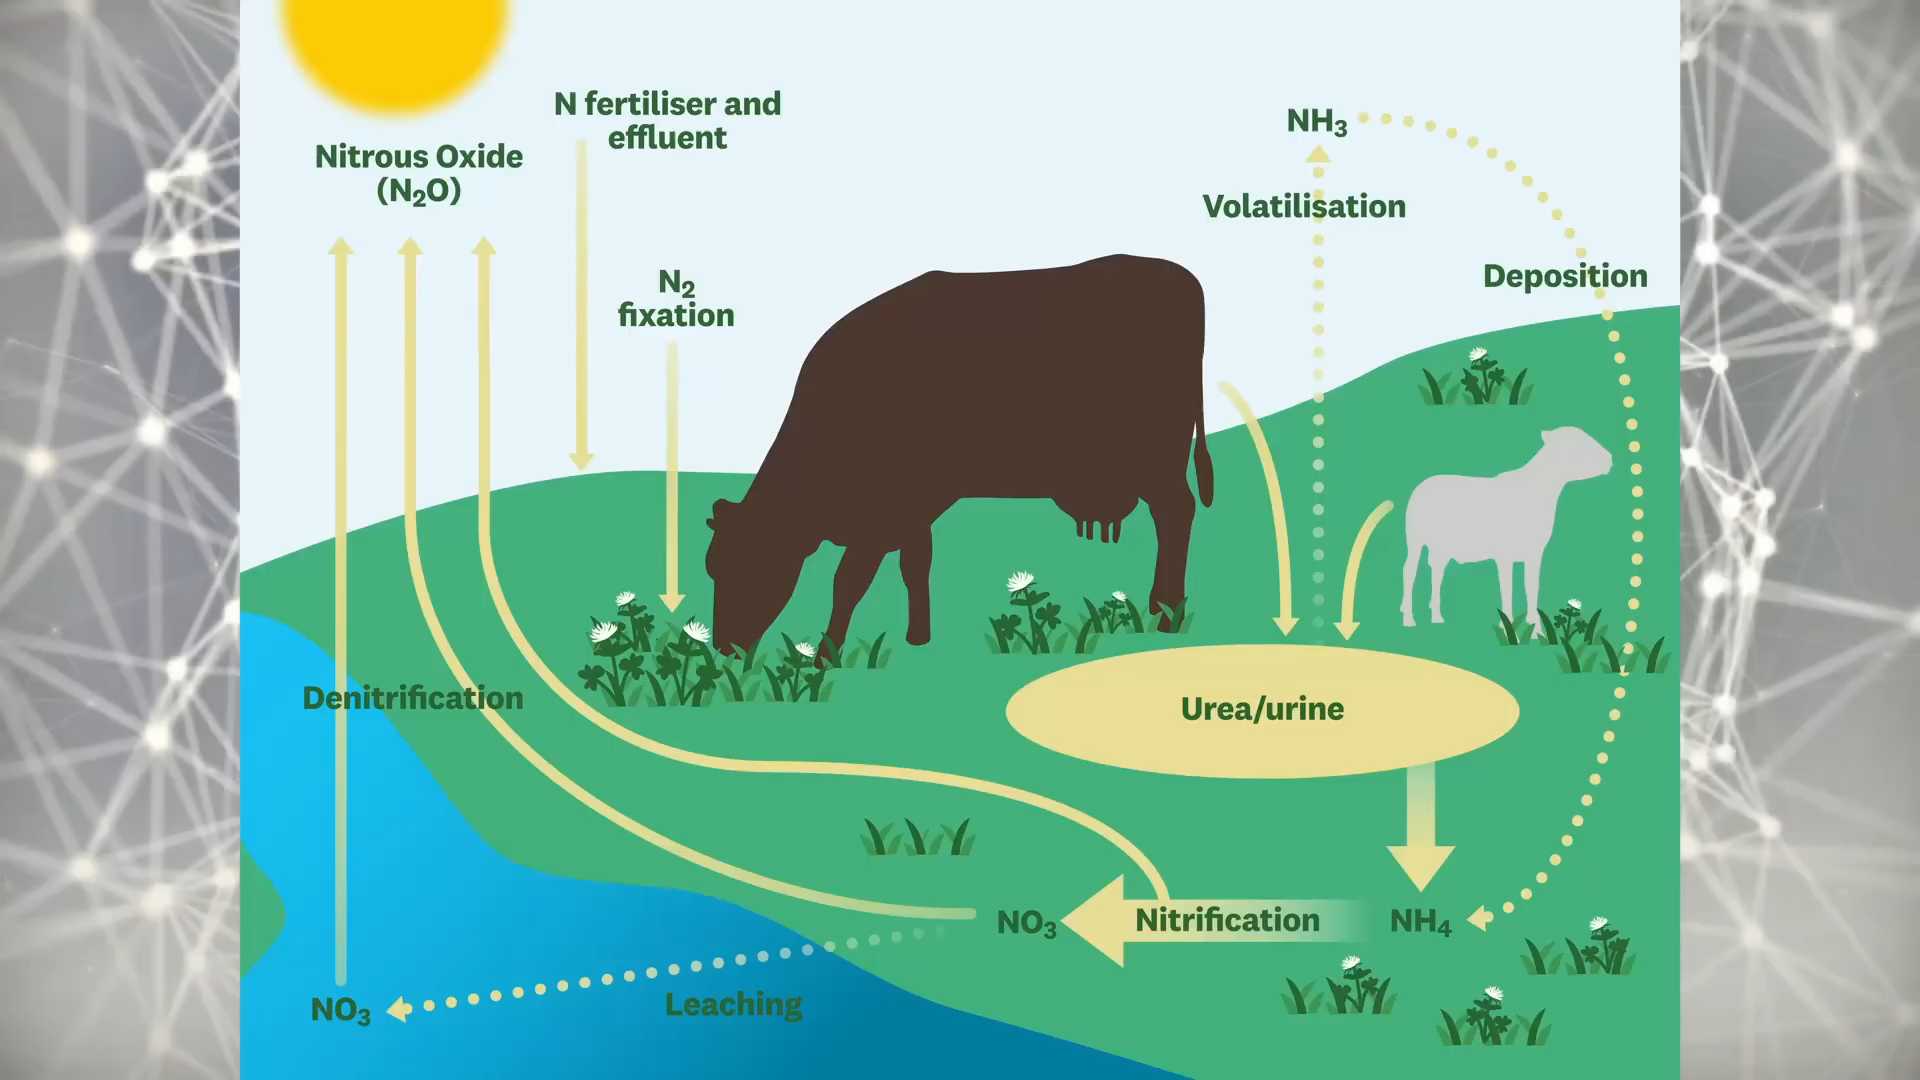 N fertiliser and
effluent
Nitrous Oxide
(N₂O)
NH₃
Volatilisation
Deposition
N₂
fixation
Denitrification
Urea/urine
NO₃
Nitrification
NH₄
NO₃
Leaching